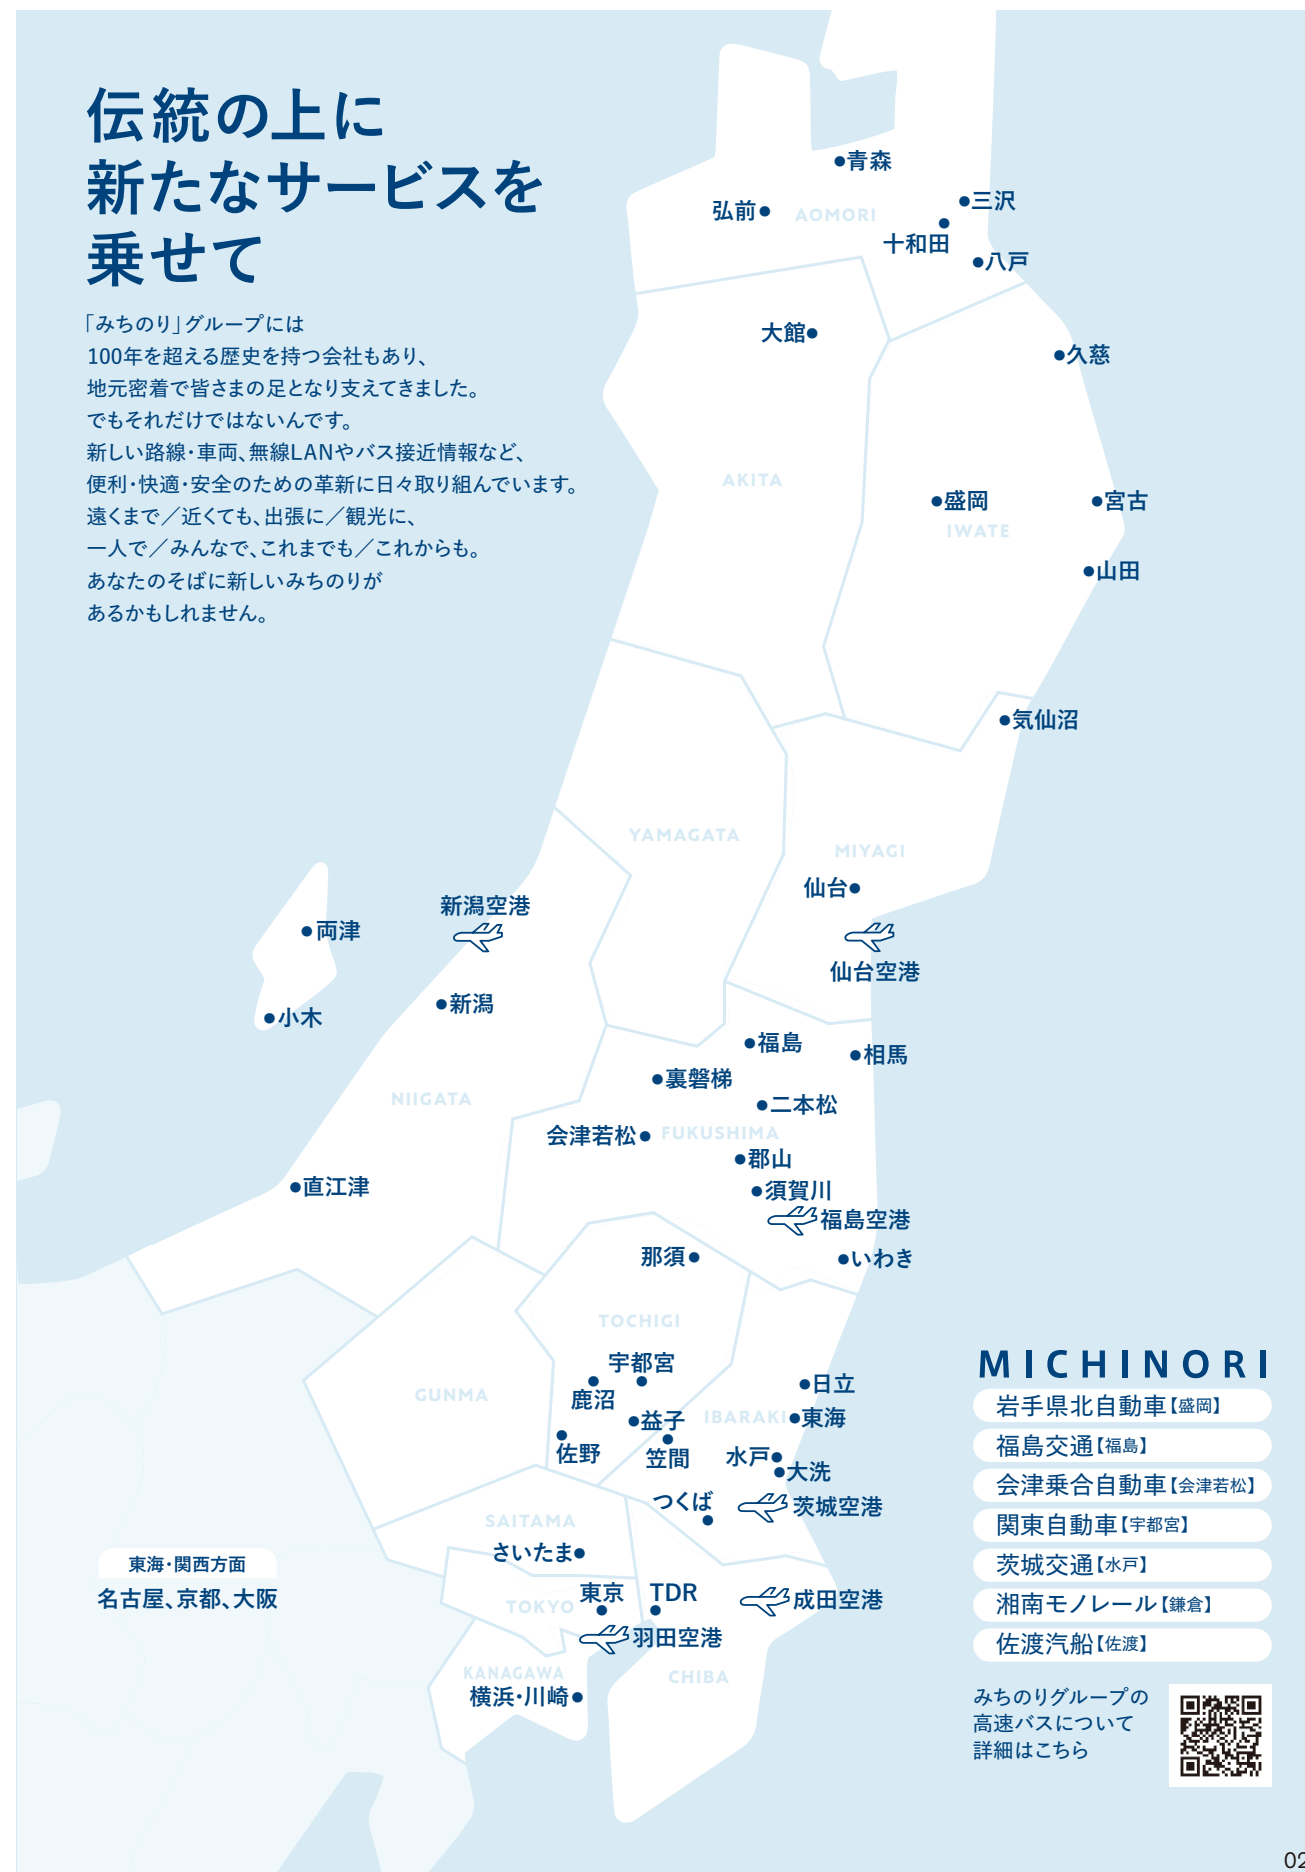 伝統の上に
新たなサービスを
乗せて
「みちのり」グループには
100年を超える歴史を持つ会社もあり、
地元密着で皆さまの足となり支えてきました。
でもそれだけではないんです。
新しい路線・車両、無線LANやバス接近情報など、
便利・快適・安全のための革新に日々取り組んでいます。
遠くまで／近くても、出張に／観光に、
一人で／みんなで、これまでも／これからも。
あなたのそばに新しいみちのりが
あるかもしれません。
青森
弘前
AOMORI
三沢
十和田
八戸
大館
久慈
AKITA
盛岡
宮古
IWATE
山田
気仙沼
YAMAGATA
MIYAGI
仙台
新潟空港
両津
仙台空港
新潟
小木
福島
相馬
裏磐梯
NIIGATA
二本松
会津若松
FUKUSHIMA
郡山
直江津
須賀川
福島空港
那須
いわき
TOCHIGI
宇都宮
鹿沼
GUNMA
日立
益子
IBARAKI
東海
佐野
笠間
水戸
大洗
つくば
茨城空港
SAITAMA
さいたま
東京
TDR
成田空港
TOKYO
羽田空港
KANAGAWA
CHIBA
横浜・川崎
東海・関西方面
名古屋、京都、大阪
MICHINORI
岩手県北自動車【盛岡】
福島交通【福島】
会津乗合自動車【会津若松】
関東自動車【宇都宮】
茨城交通【水戸】
湘南モノレール【鎌倉】
佐渡汽船【佐渡】
みちのりグループの
高速バスについて
詳細はこちら
02